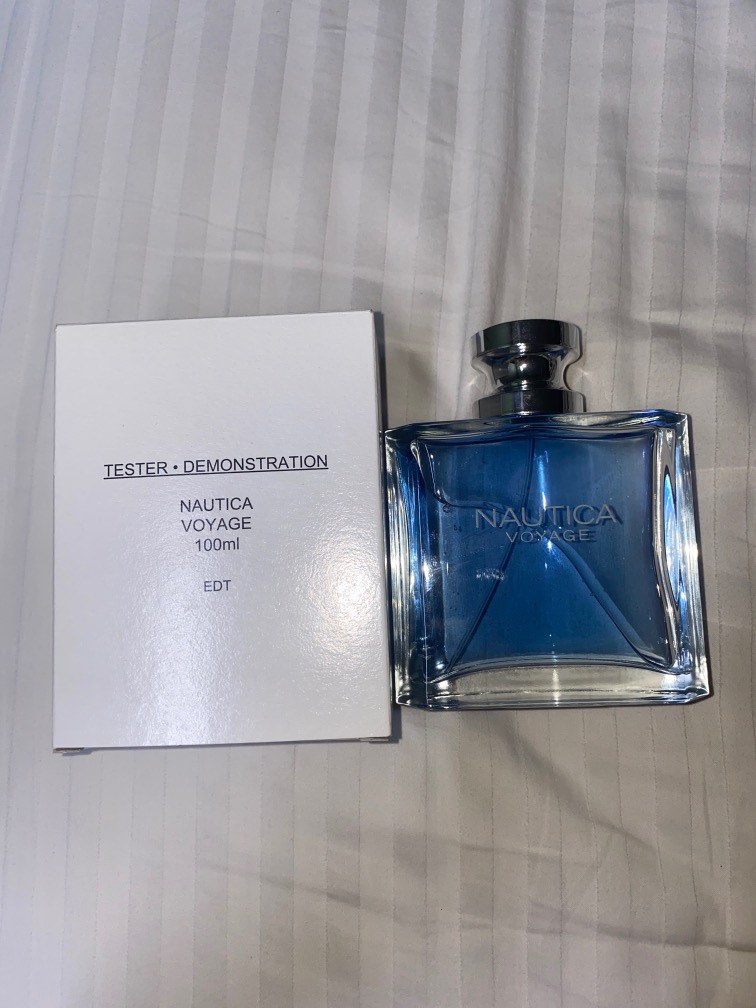 TESTER • DEMONSTRATION
NAUTICA
VOYAGE
100ml
EDT
NAUTICA
VOYAGE